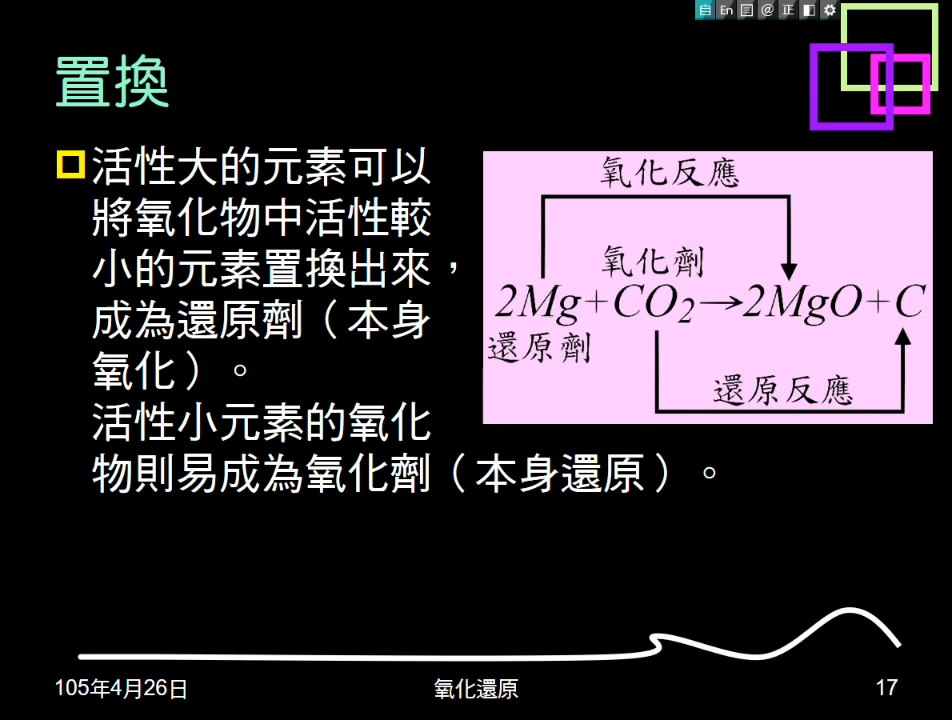 自 En @ 正
置換
活性大的元素可以
將氧化物中活性較
小的元素置換出來，
成為還原劑（本身
氧化）。
活性小元素的氧化
物則易成為氧化劑（本身還原）。
氧化反應
氧化劑
2Mg+CO₂→2MgO+C
還原劑
還原反應
105年4月26日
氧化還原
17